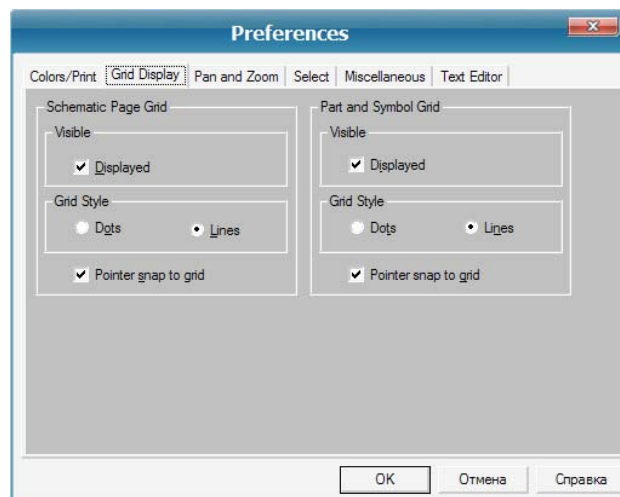 Preferences
Colors/Print Grid Display Pan and Zoom Select Miscellaneous Text Editor
Schematic Page Grid
Visible
Displayed
Grid Style
Dots Lines
Pointer snap to grid
Part and Symbol Grid
Visible
Displayed
Grid Style
Dots Lines
Pointer snap to grid
OK Отмена Справка